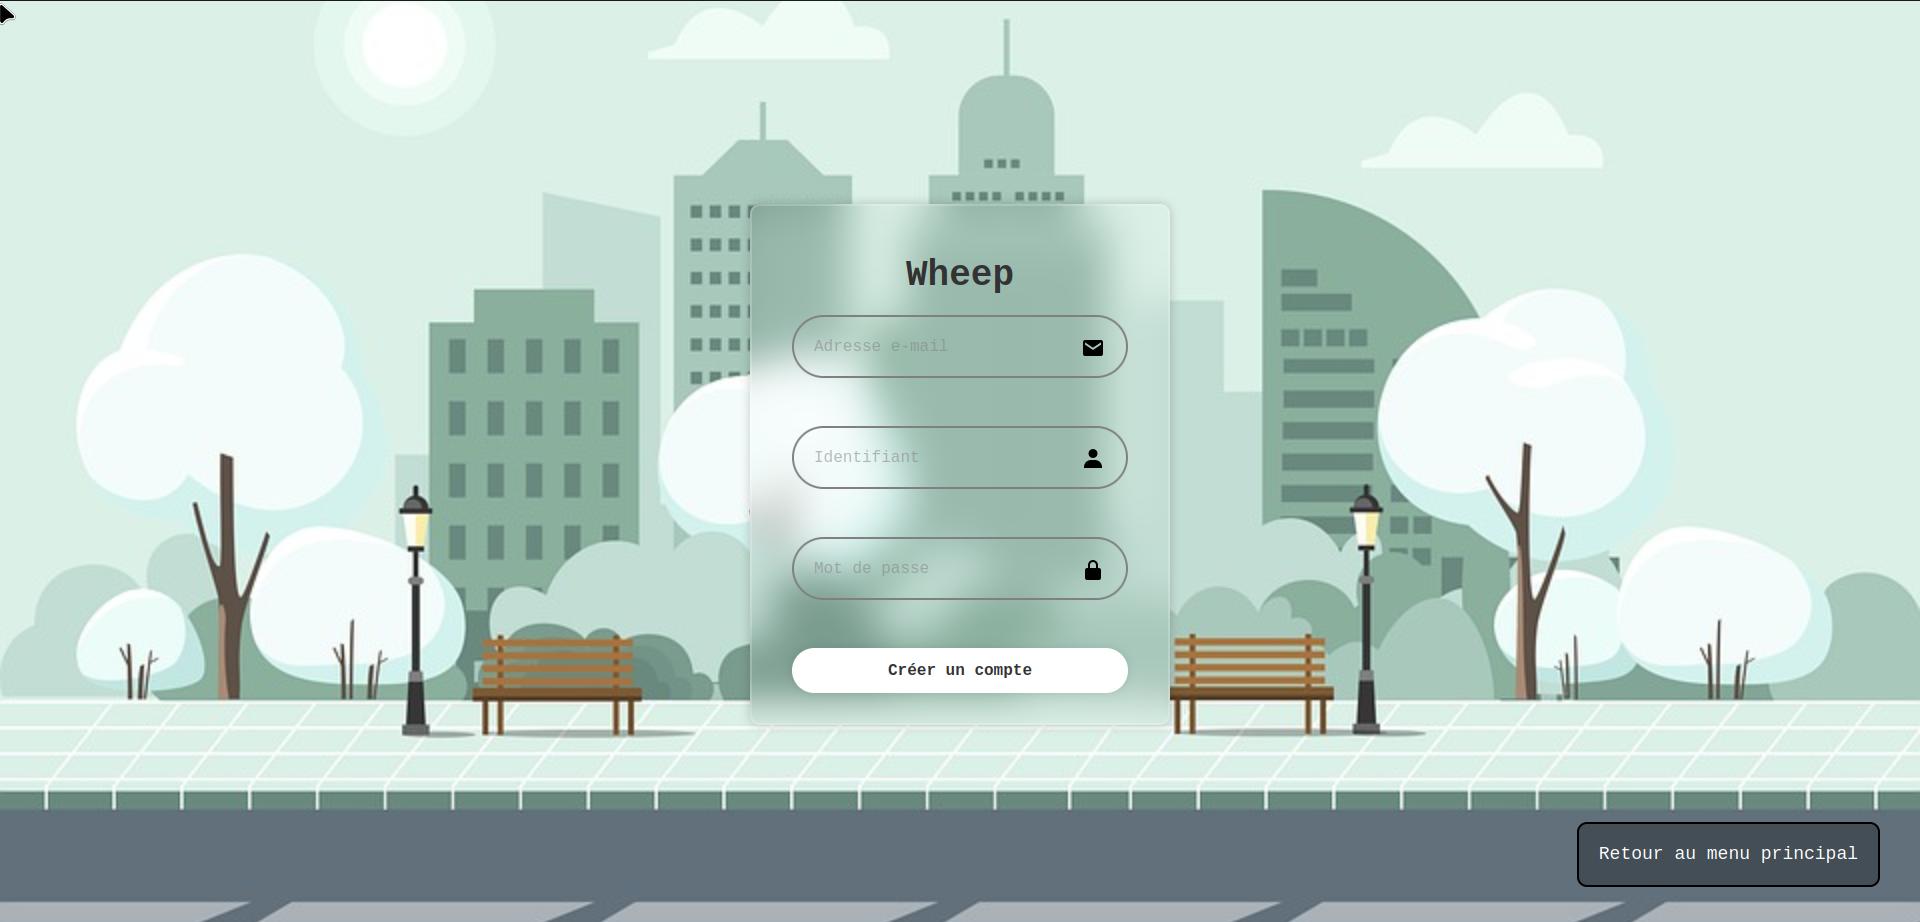 Wheep
Adresse e-mail
Identifiant
Mot de passe
Créer un compte
Retour au menu principal